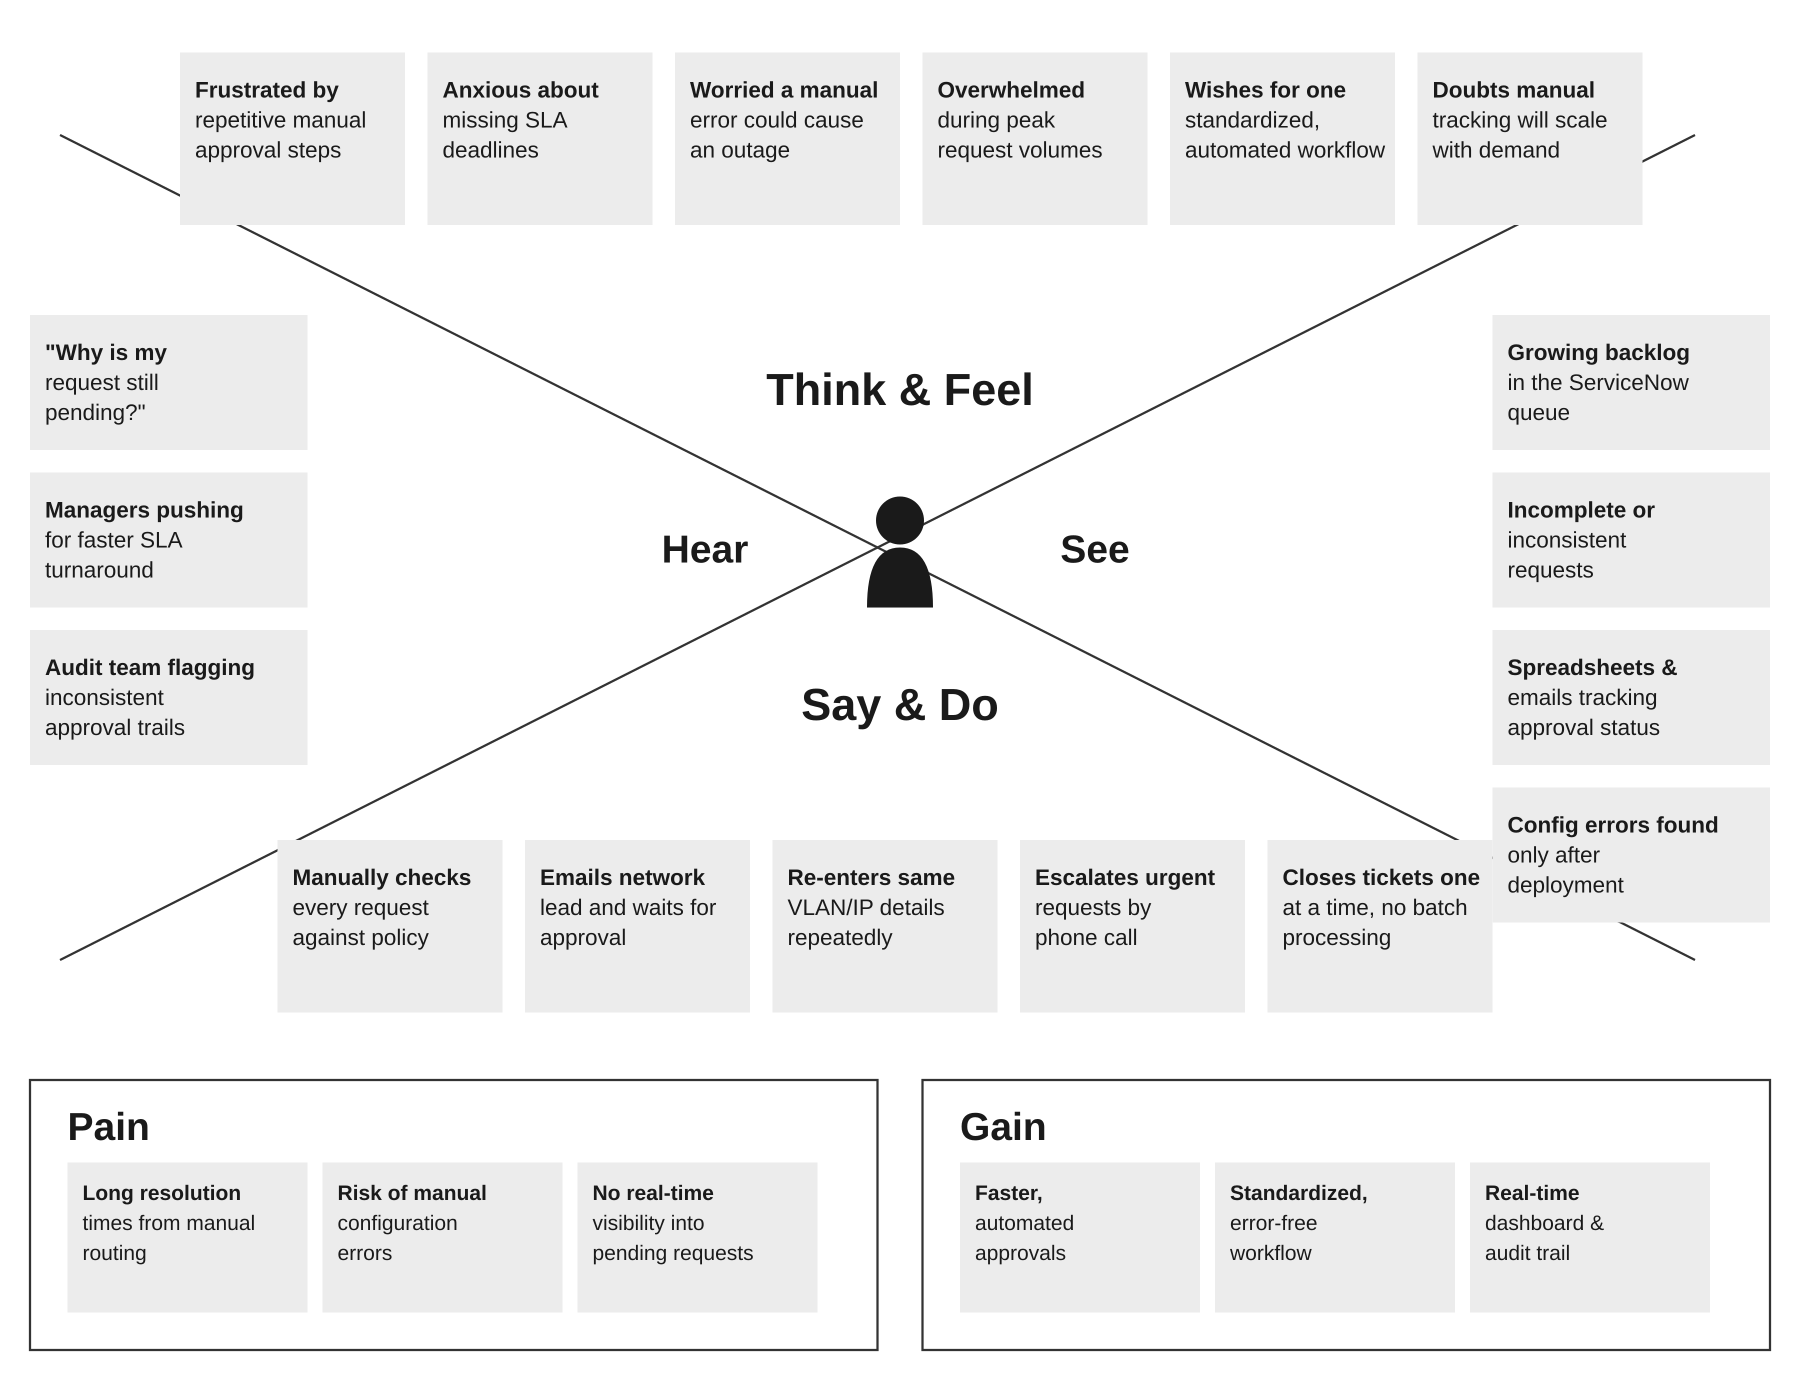 Frustrated by
repetitive manual
approval steps
Anxious about
missing SLA
deadlines
Worried a manual
error could cause
an outage
Overwhelmed
during peak
request volumes
Wishes for one
standardized,
automated workflow
Doubts manual
tracking will scale
with demand
"Why is my
request still
pending?"
Managers pushing
for faster SLA
turnaround
Audit team flagging
inconsistent
approval trails
Think & Feel
Hear
See
Say & Do
Growing backlog
in the ServiceNow
queue
Incomplete or
inconsistent
requests
Spreadsheets &
emails tracking
approval status
Config errors found
only after
deployment
Manually checks
every request
against policy
Emails network
lead and waits for
approval
Re-enters same
VLAN/IP details
repeatedly
Escalates urgent
requests by
phone call
Closes tickets one
at a time, no batch
processing
Pain
Long resolution
times from manual
routing
Risk of manual
configuration
errors
No real-time
visibility into
pending requests
Gain
Faster,
automated
approvals
Standardized,
error-free
workflow
Real-time
dashboard &
audit trail